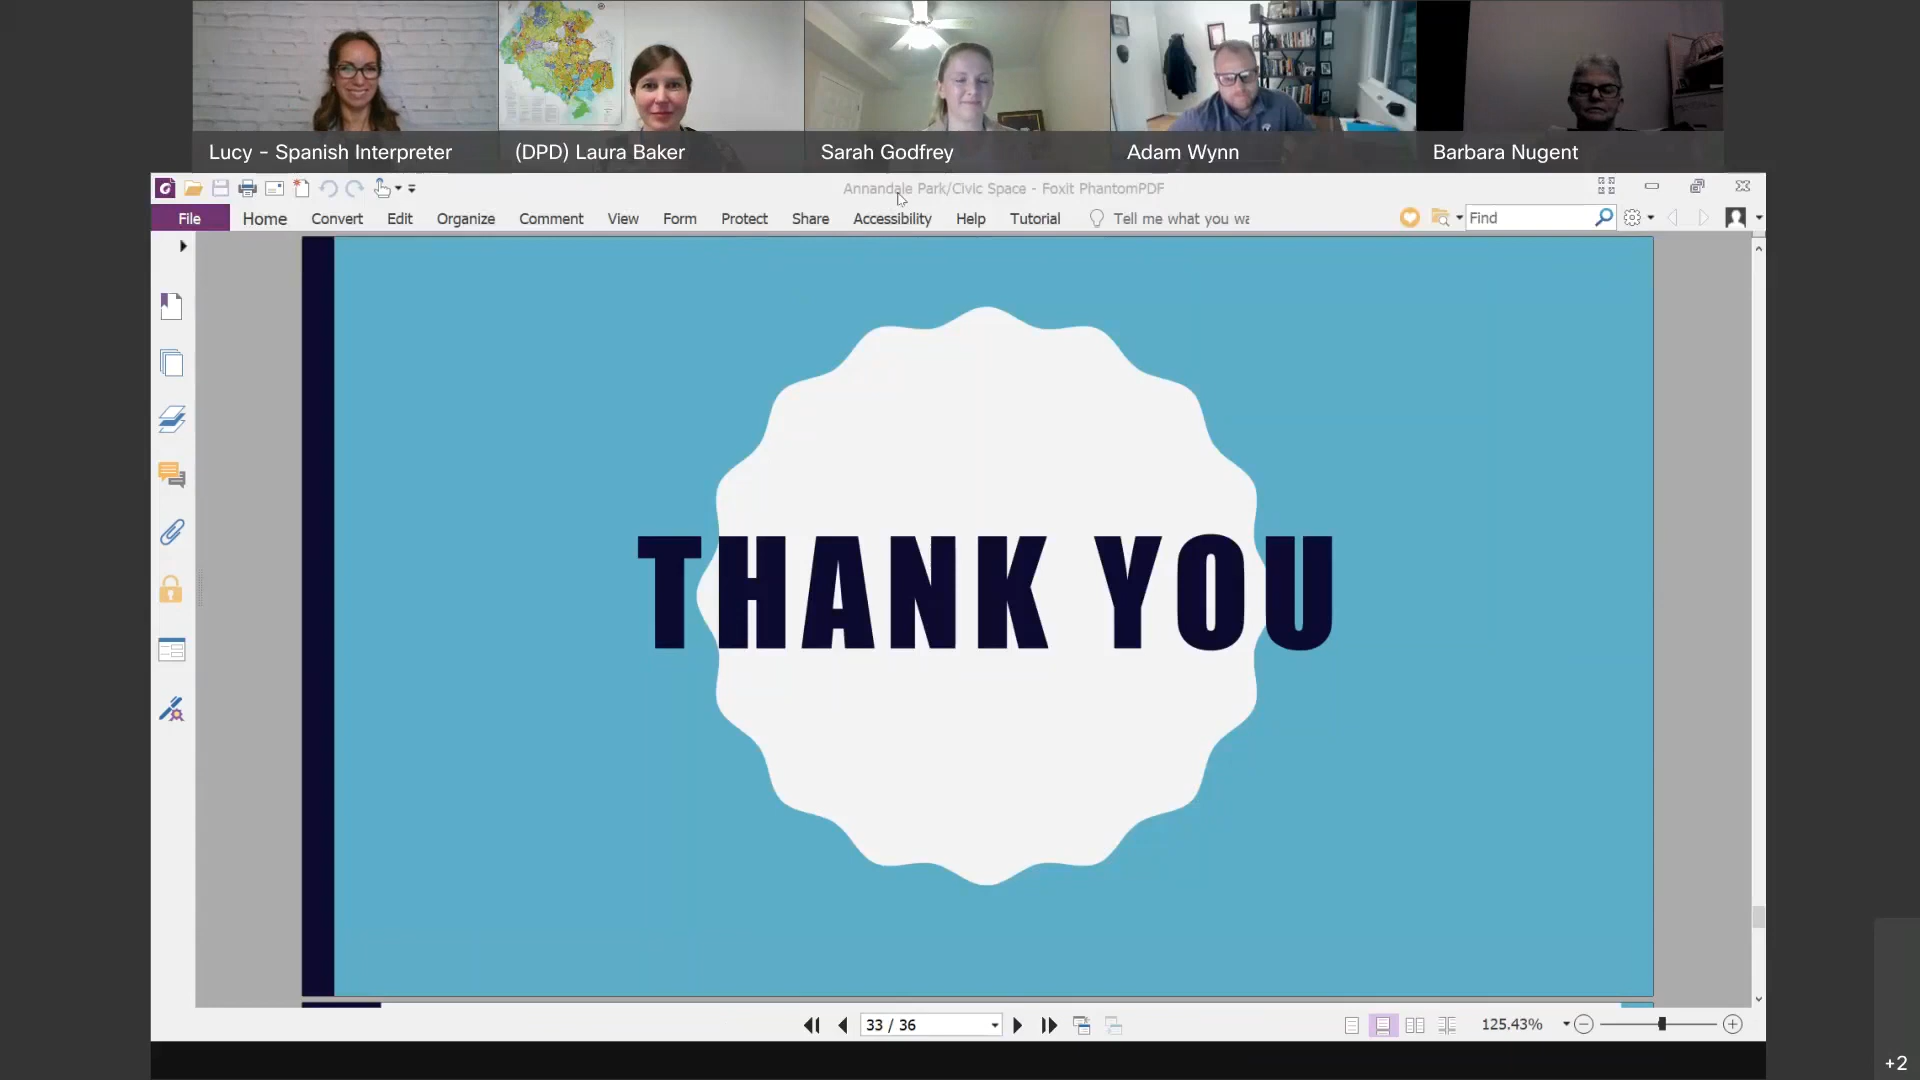 Lucy - Spanish Interpreter
(DPD) Laura Baker
Sarah Godfrey
Adam Wynn
Barbara Nugent
Annandale Park/Civic Space - Foxit PhantomPDF
File Home Convert Edit Organize Comment View Form Protect Share Accessibility Help Tutorial Tell me what you wa Find
THANK YOU
33 / 36
125.43%
+2